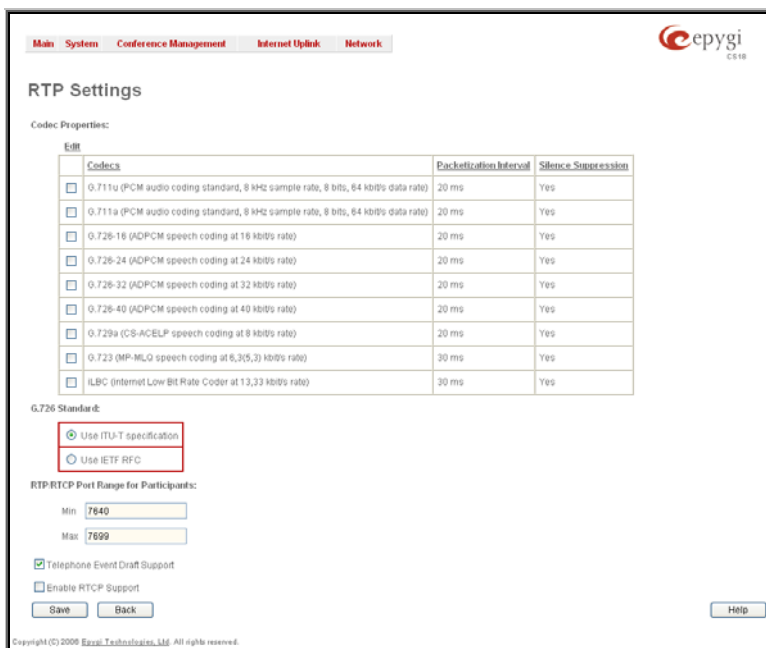 Main System Conference Management Internet Uplink Network
epygi
CS18
RTP Settings
Codec Properties:
Edit
Codecs Packetization Interval Silence Suppression
G.711u (PCM audio coding standard, 8 kHz sample rate, 8 bits, 64 kbit/s data rate) 20 ms Yes
G.711a (PCM audio coding standard, 8 kHz sample rate, 8 bits, 64 kbit/s data rate) 20 ms Yes
G.726-16 (ADPCM speech coding at 16 kbit/s rate) 20 ms Yes
G.726-24 (ADPCM speech coding at 24 kbit/s rate) 20 ms Yes
G.726-32 (ADPCM speech coding at 32 kbit/s rate) 20 ms Yes
G.726-40 (ADPCM speech coding at 40 kbit/s rate) 20 ms Yes
G.729a (CS-ACELP speech coding at 8 kbit/s rate) 20 ms Yes
G.723 (MP-MLQ speech coding at 6,3(5,3) kbit/s rate) 30 ms Yes
iLBC (internet Low Bit Rate Coder at 13,33 kbit/s rate) 30 ms Yes
G.726 Standard:
Use ITU-T specification
Use IETF RFC
RTP/RTCP Port Range for Participants:
Min 7640
Max 7699
Telephone Event Draft Support
Enable RTCP Support
Save Back Help
Copyright (C) 2006 Epygi Technologies, Ltd. All rights reserved.